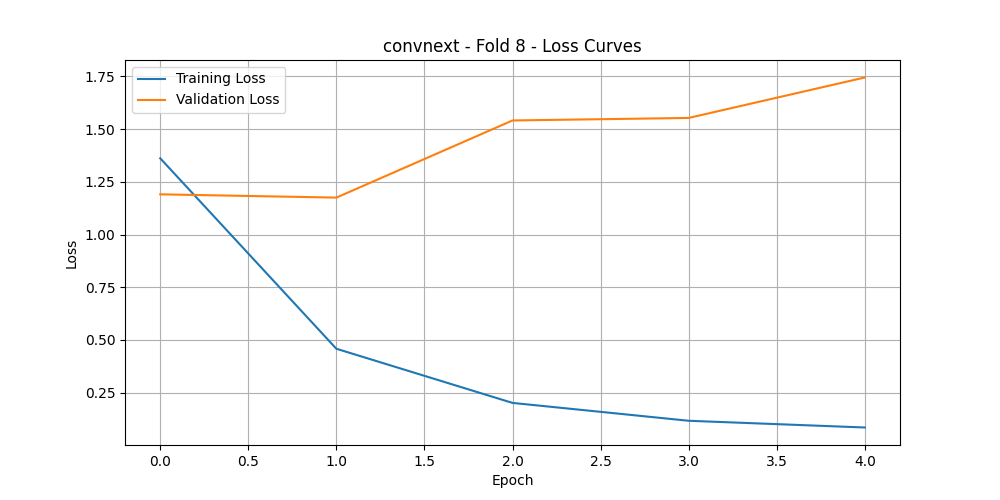 convnext - Fold 8 - Loss Curves
Training Loss
Validation Loss
Loss
1.75
1.50
1.25
1.00
0.75
0.50
0.25
0.0 0.5 1.0 1.5 2.0 2.5 3.0 3.5 4.0
Epoch